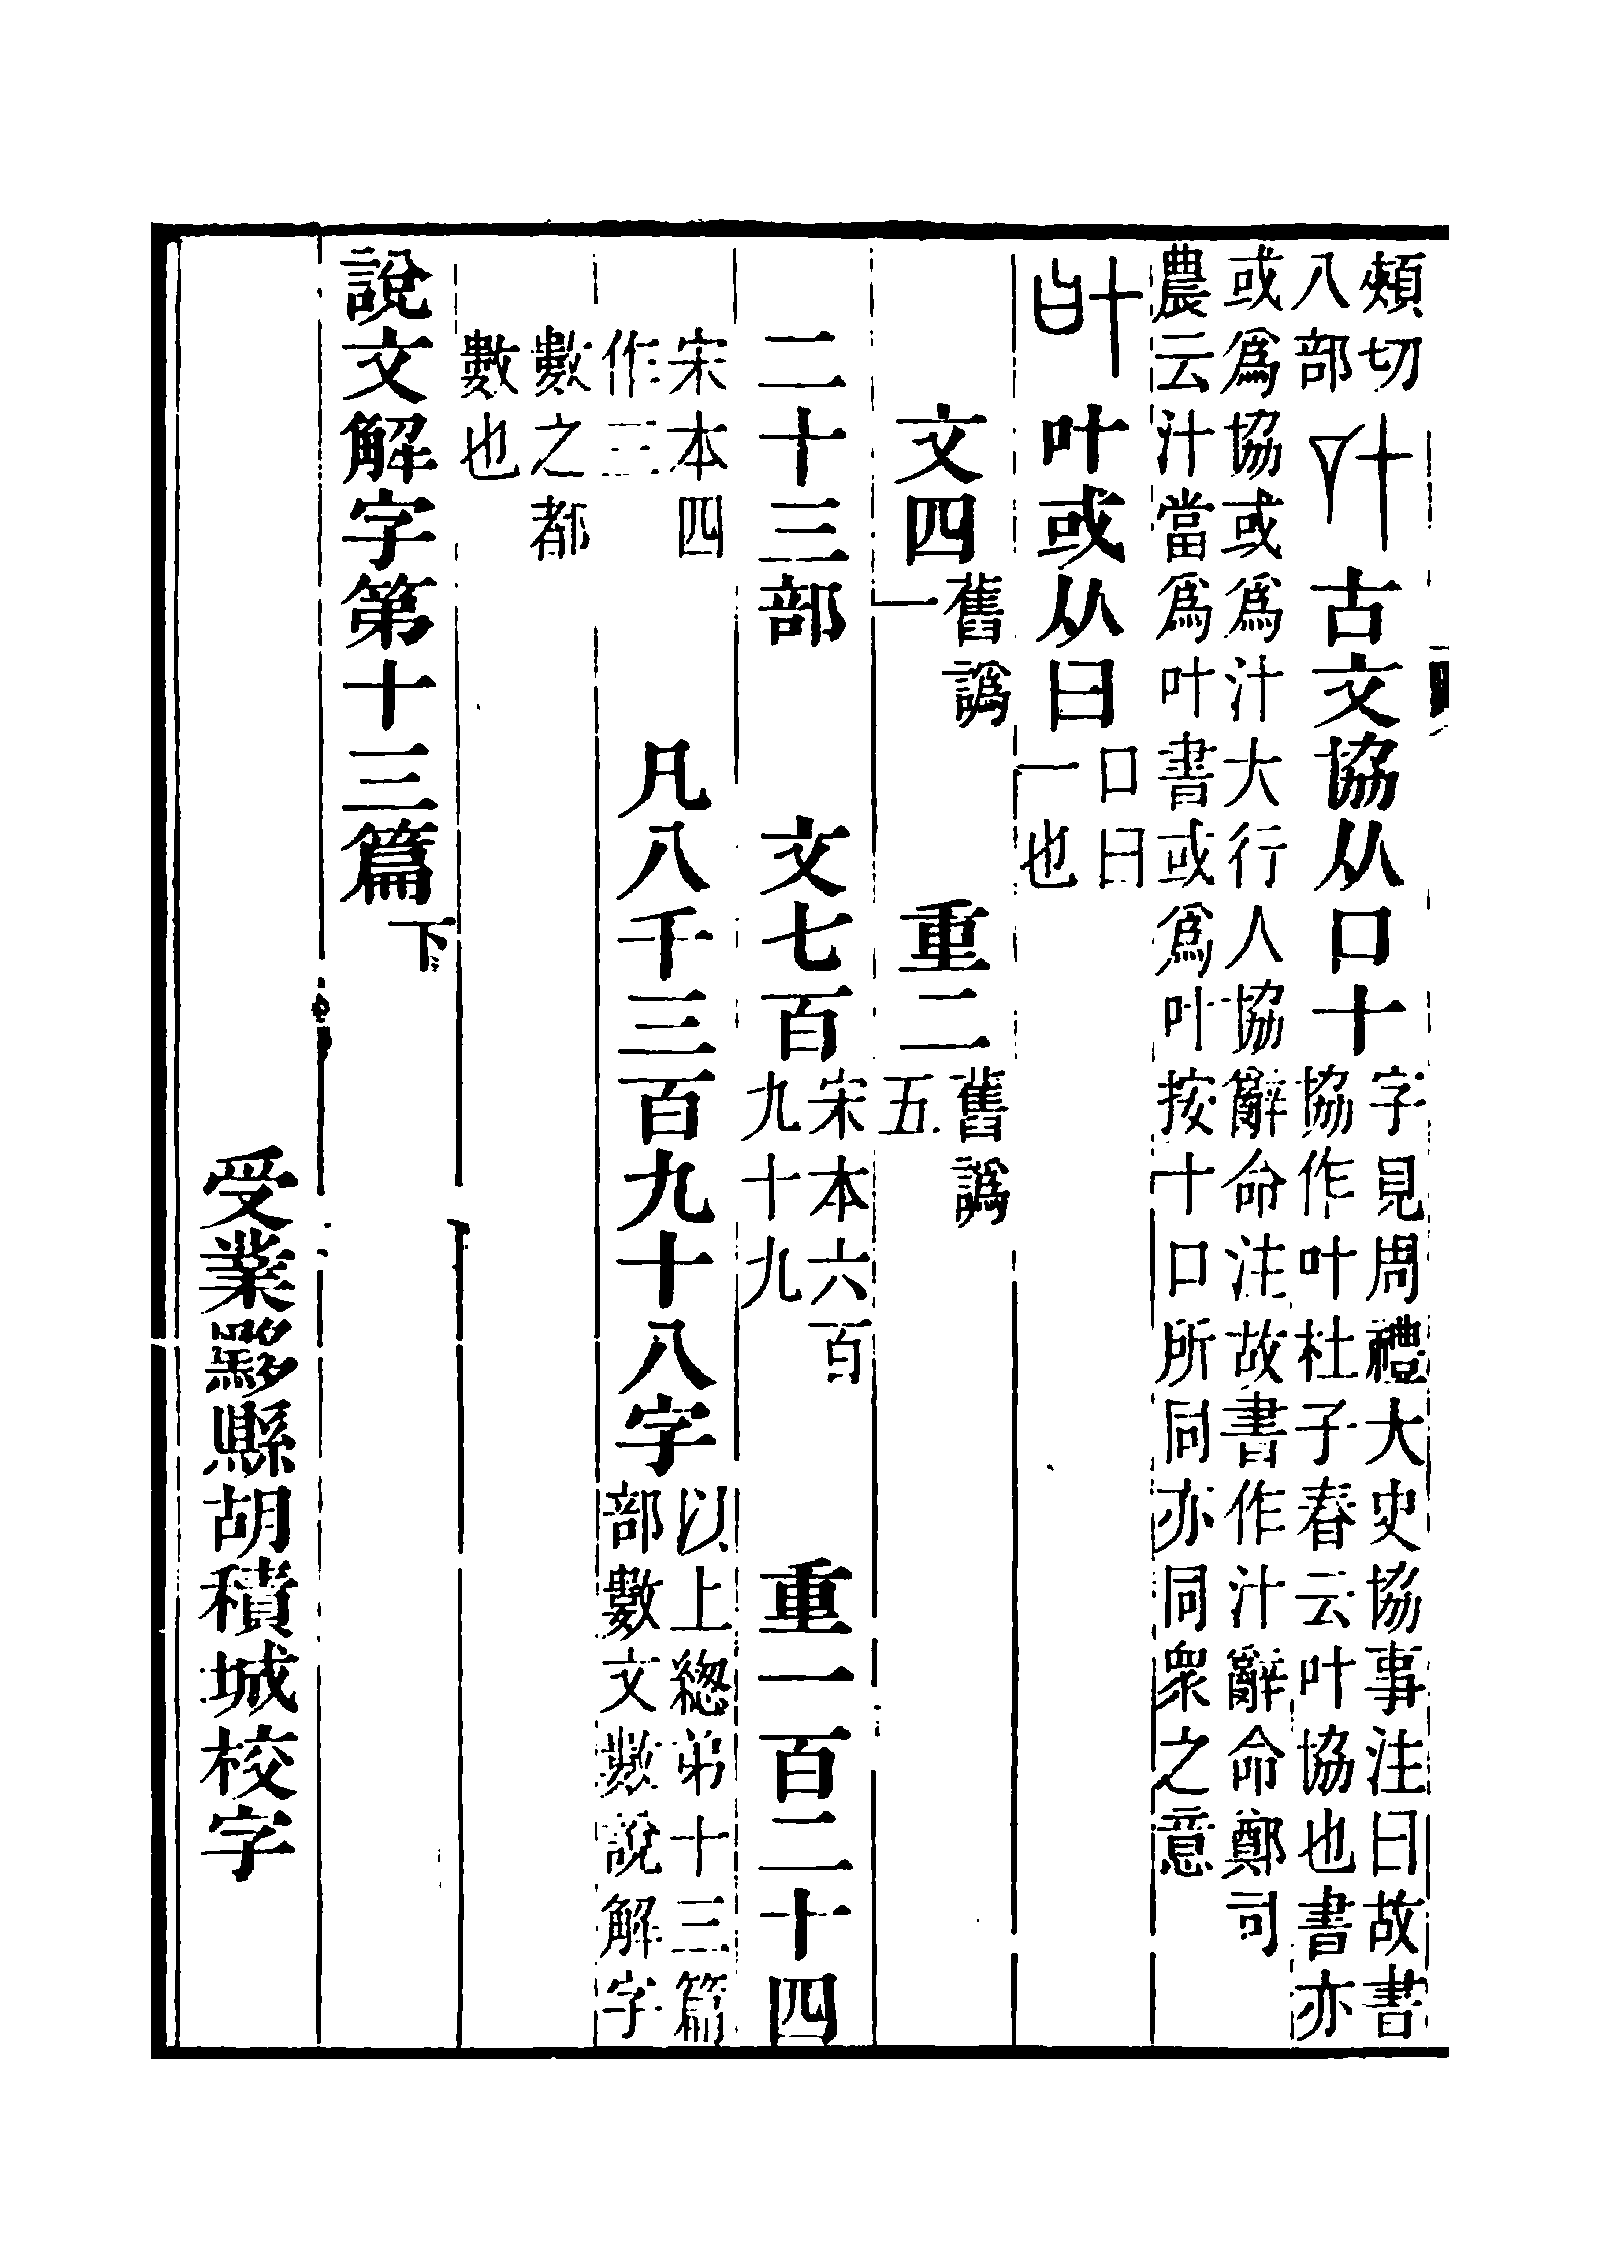 頰切八部叶古文協从口十字見周禮大史協事注曰故書協作叶杜子春云叶協也書亦
或爲協或爲汁大行人協辭命注故書作汁辭命鄭司農云汁當爲叶書或爲叶按十口所同亦同衆之意
叶或从曰口曰一也
文四舊譌一 重二舊譌五
二十三部 文七百宋本六百九十九 重一百二十四
宋本四作三 凡八千三百九十八字以上緫弟十三篇部數文數說解字
數之都數也
說文解字第十三篇下
受業黟縣胡積城校字